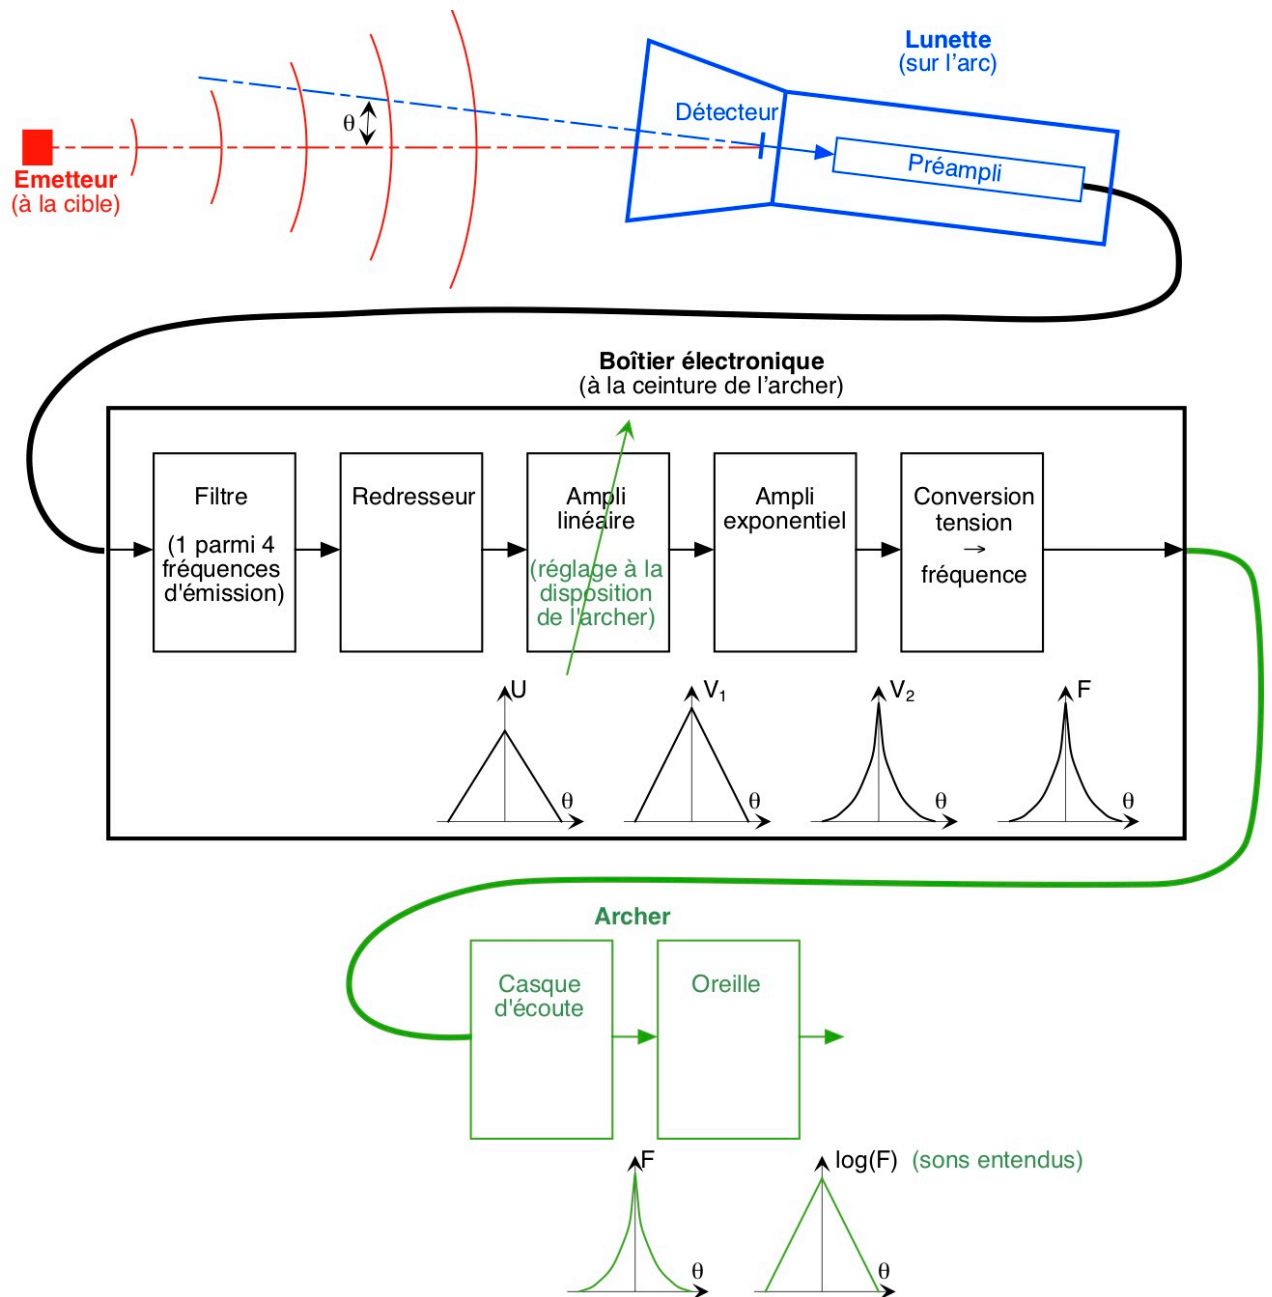 Lunette
(sur l'arc)
Détecteur
θ
Préampli
Emetteur
(à la cible)
Boîtier électronique
(à la ceinture de l'archer)
Filtre
(1 parmi 4
fréquences
d'émission)
Redresseur
Ampli
linéaire
(réglage à la
disposition
de l'archer)
Ampli
exponentiel
Conversion
tension
→
fréquence
U
θ
V₁
θ
V₂
θ
F
θ
Archer
Casque
d'écoute
Oreille
F
θ
log(F) (sons entendus)
θ